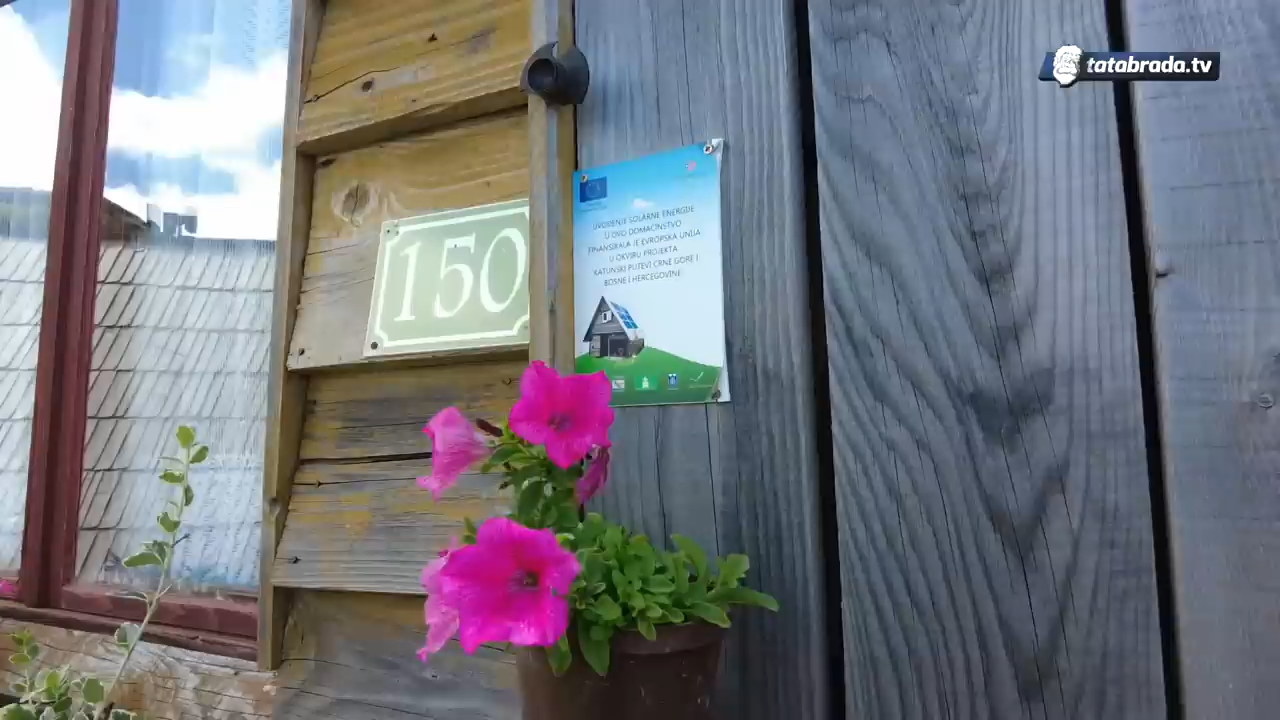 tatabrada.tv
150
UVOĐENJE SOLARNE ENERGIJE
U OVO DOMAĆINSTVO
FINANSIRALA JE EVROPSKA UNIJA
U OKVIRU PROJEKTA
KATUNSKI PUTEVI CRNE GORE I
BOSNE I HERCEGOVINE